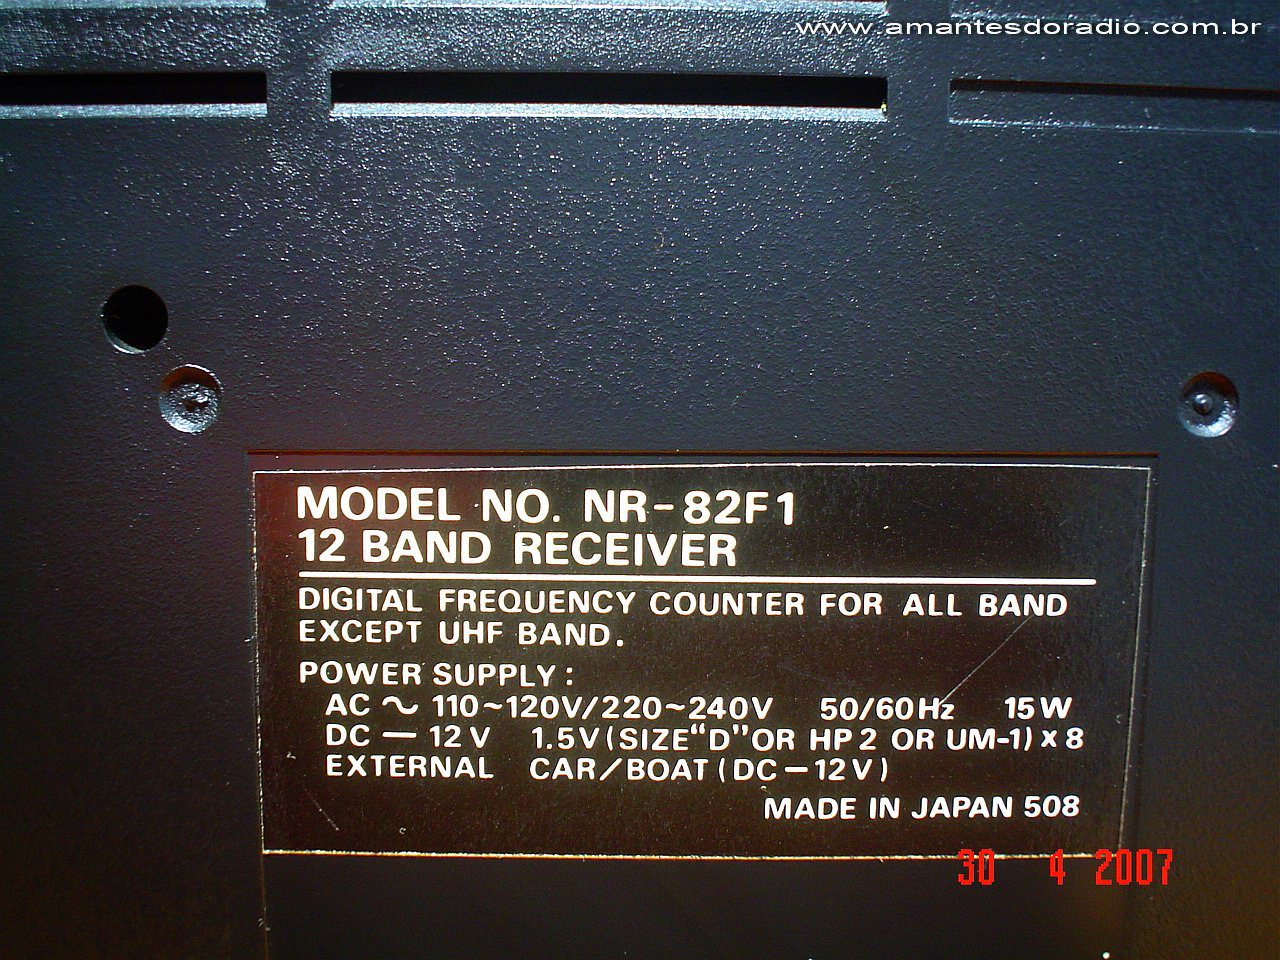 www.amantesdoradio.com.br
MODEL NO. NR-82F1
12 BAND RECEIVER
DIGITAL FREQUENCY COUNTER FOR ALL BAND
EXCEPT UHF BAND.
POWER SUPPLY:
AC ~ 110~120V/220~240V 50/60Hz 15W
DC — 12V 1.5V(SIZE"D"OR HP2 OR UM-1) x 8
EXTERNAL CAR/BOAT (DC—12V)
MADE IN JAPAN 508
30 4 2007